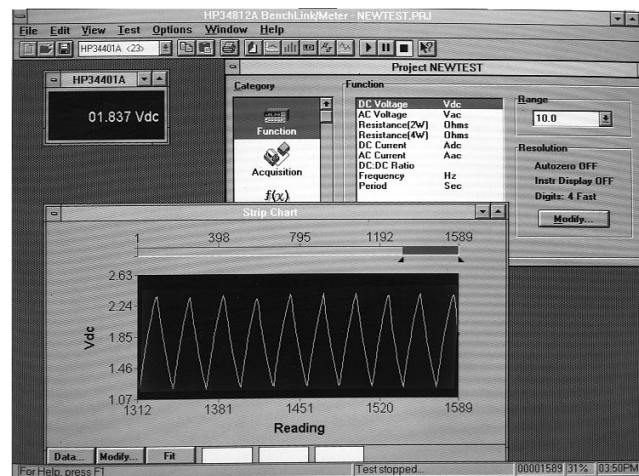 HP34812A BenchLink/Meter - NEWTEST.PRJ
File Edit View Test Options Window Help
HP34401A <23>
HP34401A
01.837 Vdc
Project NEWTEST
Category
Function
Acquisition
f(x)
Function
DC Voltage Vdc
AC Voltage Vac
Resistance(2W) Ohms
Resistance(4W) Ohms
DC Current Adc
AC Current Aac
DC:DC Ratio
Frequency Hz
Period Sec
Range
10.0
Resolution
Autozero OFF
Instr Display OFF
Digits: 4 Fast
Modify...
Strip Chart
1 398 795 1192 1589
2.63
2.24
1.85
1.46
1.07
Vdc
1312 1381 1451 1520 1589
Reading
Data... Modify... Fit
For Help, press F1 Test stopped... 00001589 31% 03:50PM